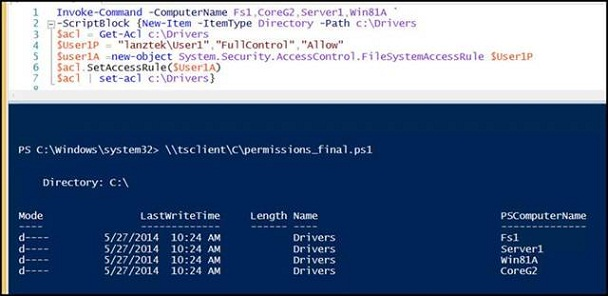 1 Invoke-Command -ComputerName Fs1,CoreG2,Server1,Win81A `
2 -ScriptBlock {New-Item -ItemType Directory -Path c:\Drivers
3 $acl = Get-Acl c:\Drivers
4 $User1P = "lanztek\User1","FullControl","Allow"
5 $user1A =new-object System.Security.AccessControl.FileSystemAccessRule $User1P
6 $acl.SetAccessRule($User1A)
7 $acl | set-acl c:\Drivers}
PS C:\Windows\system32> \\tsclient\C\permissions_final.ps1
Directory: C:\
Mode LastWriteTime Length Name PSComputerName
---- ------------- ------ ---- --------------
d---- 5/27/2014 10:24 AM Drivers Fs1
d---- 5/27/2014 10:24 AM Drivers Server1
d---- 5/27/2014 10:24 AM Drivers Win81A
d---- 5/27/2014 10:24 AM Drivers CoreG2